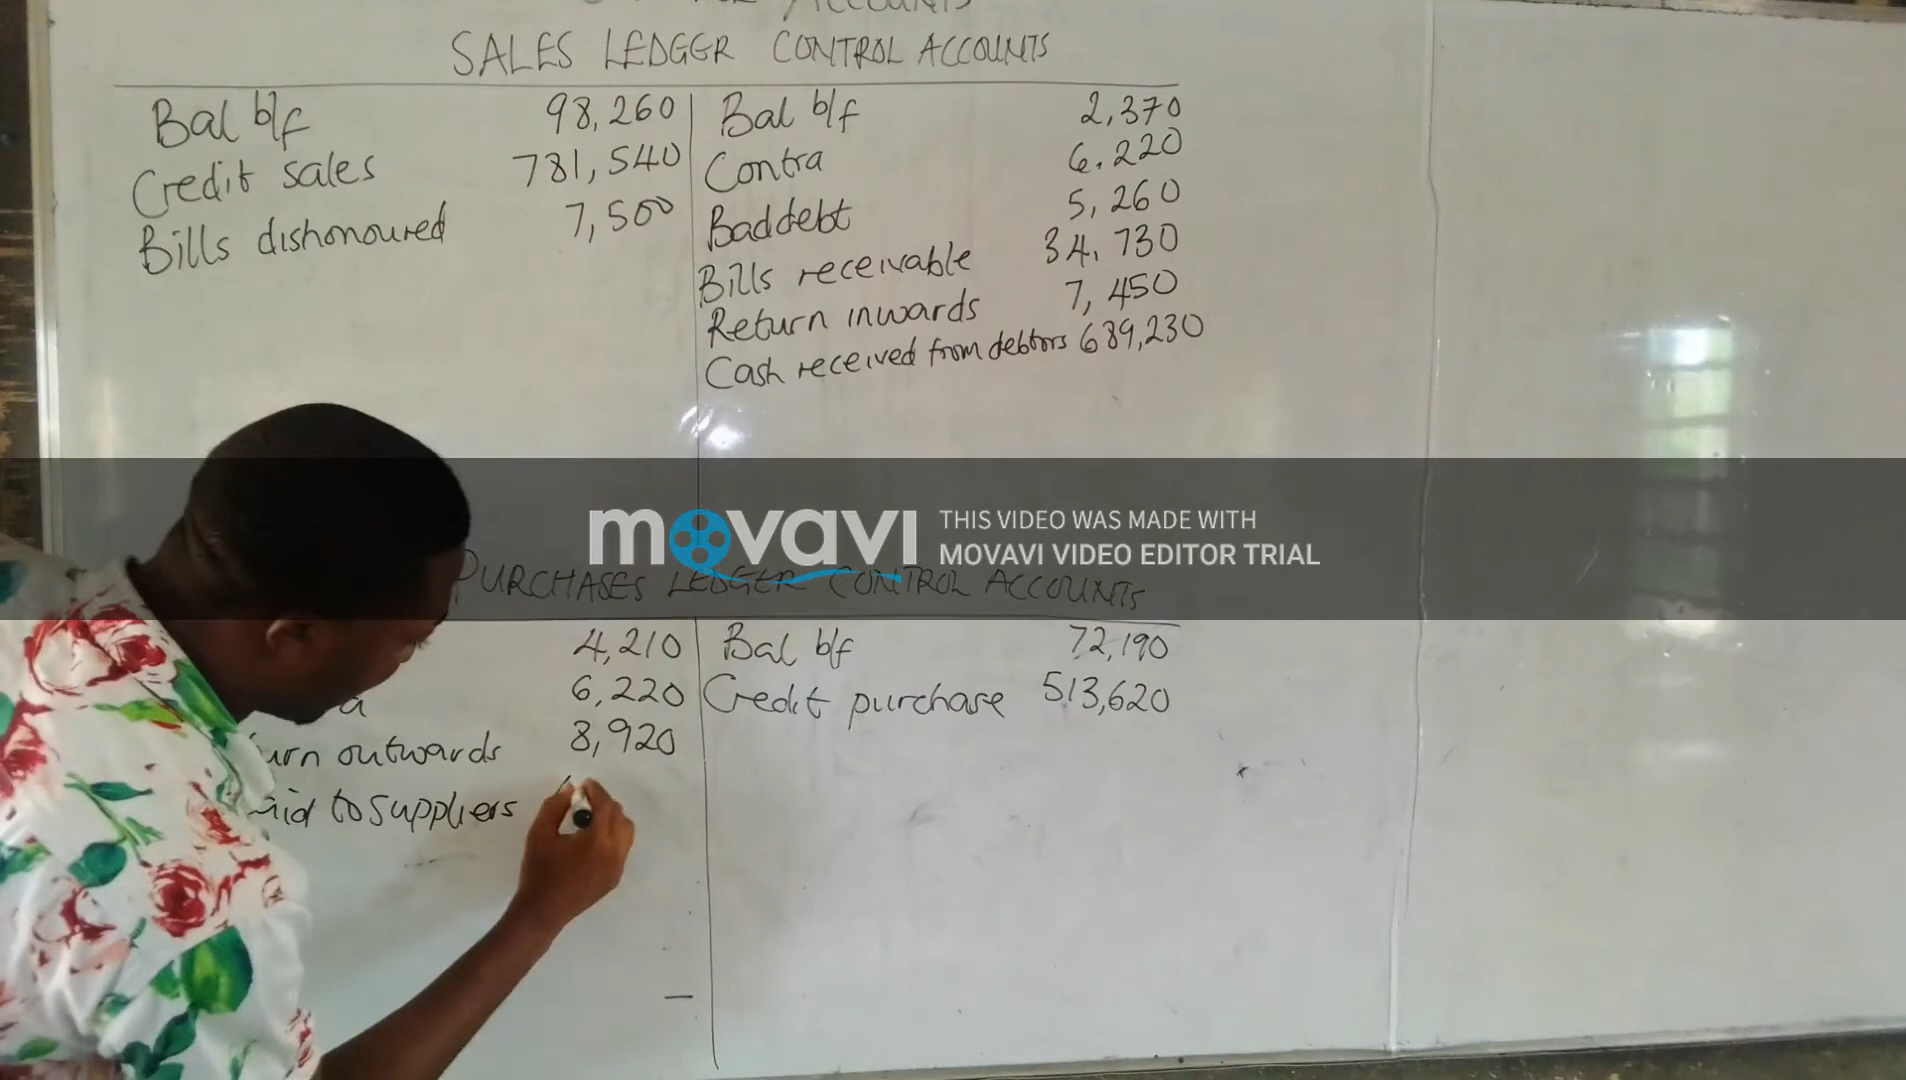 SALES LEDGER CONTROL ACCOUNTS
Bal b/f 98,260 Bal b/f 2,370
Credit sales 781,540 Contra 6,220
Bills dishonoured 7,500 Baddebt 5,260
Bills receivable 34,730
Return inwards 7,450
Cash received from debtors 689,230
movavi THIS VIDEO WAS MADE WITH
MOVAVI VIDEO EDITOR TRIAL
PURCHASES LEDGER CONTROL ACCOUNTS
4,210 Bal b/f 72,190
6,220 Credit purchase 513,620
outwards 8,920
to suppliers